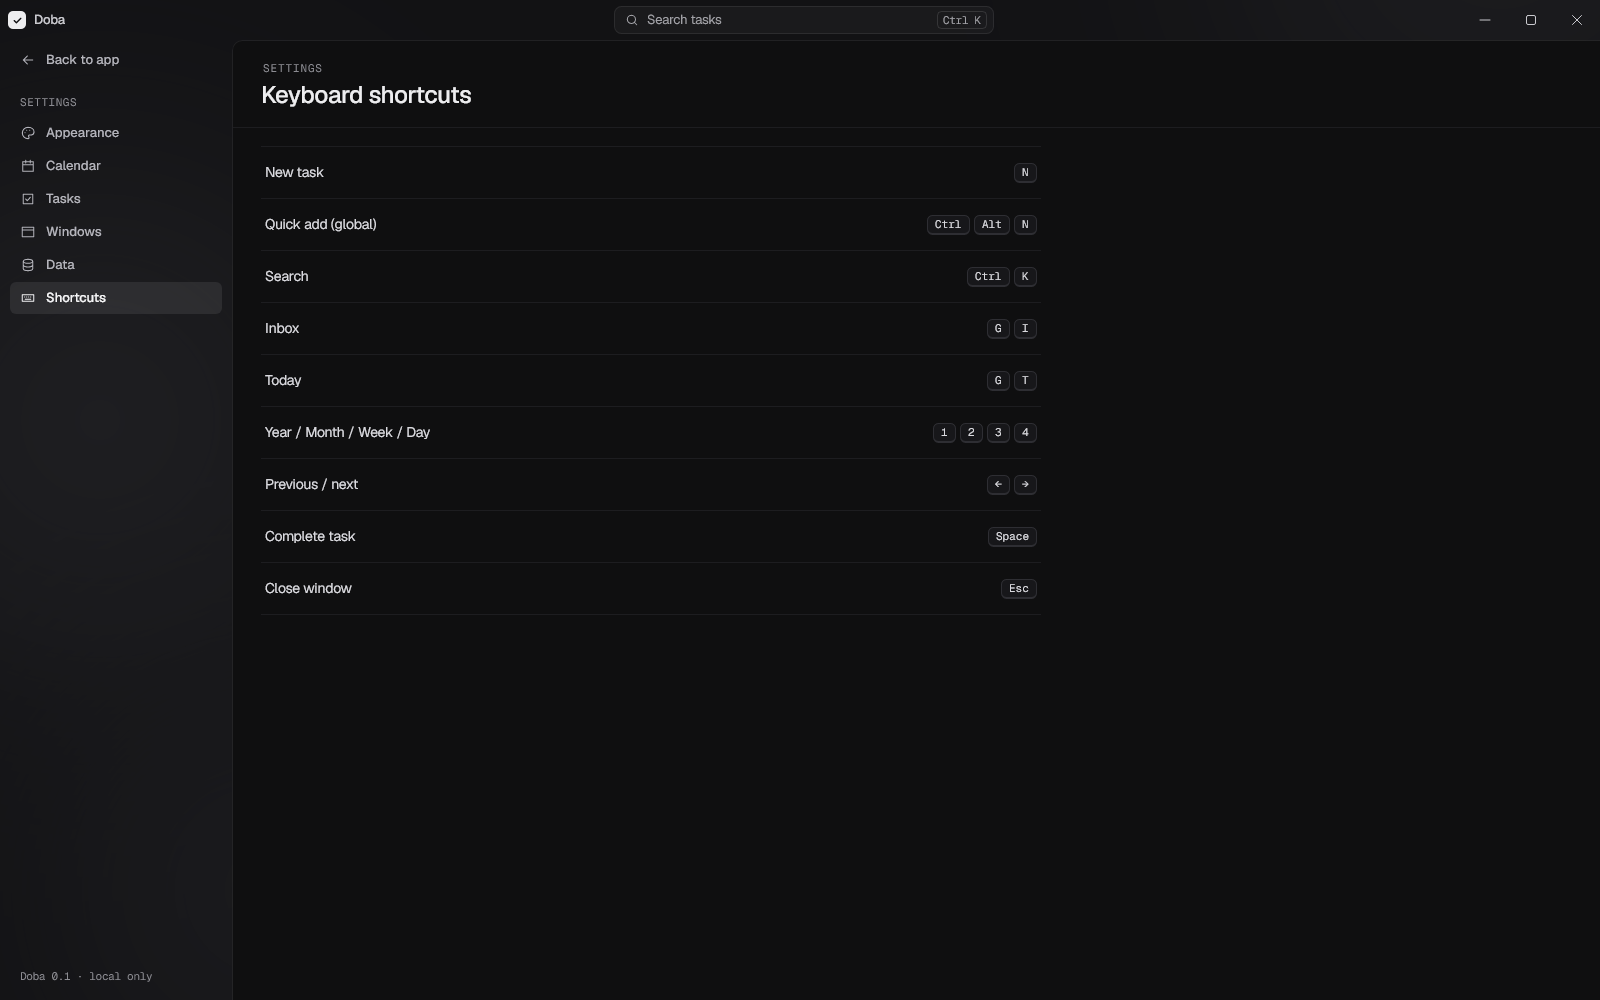 Doba
Search tasks Ctrl K
Back to app
SETTINGS
Appearance
Calendar
Tasks
Windows
Data
Shortcuts
Doba 0.1 · local only
SETTINGS
Keyboard shortcuts
New task N
Quick add (global) Ctrl Alt N
Search Ctrl K
Inbox G I
Today G T
Year / Month / Week / Day 1 2 3 4
Previous / next ← →
Complete task Space
Close window Esc